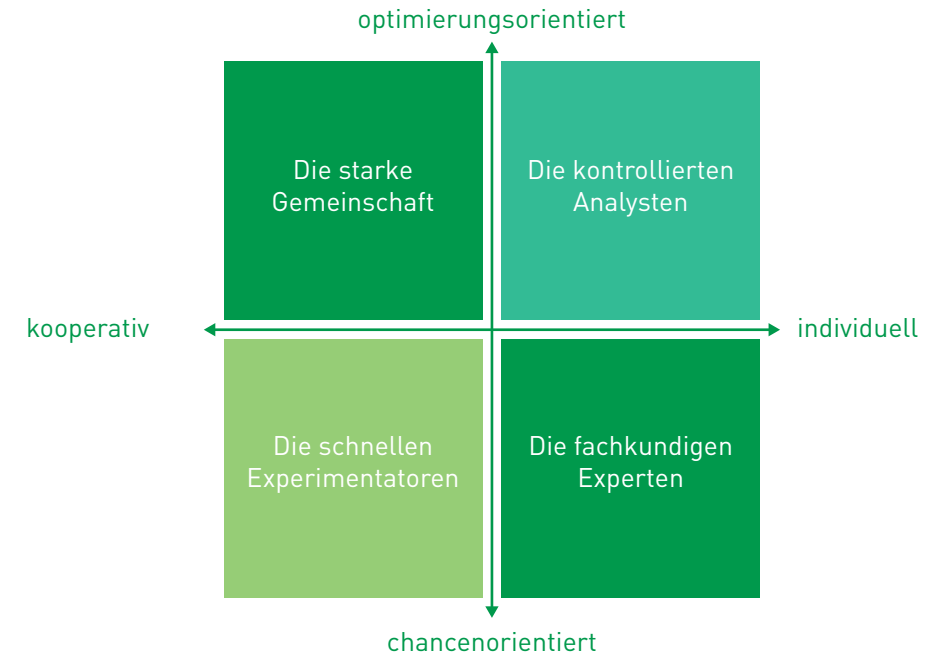 optimierungsorientiert
Die starke
Gemeinschaft
Die kontrollierten
Analysten
kooperativ
individuell
Die schnellen
Experimentatoren
Die fachkundigen
Experten
chancenorientiert